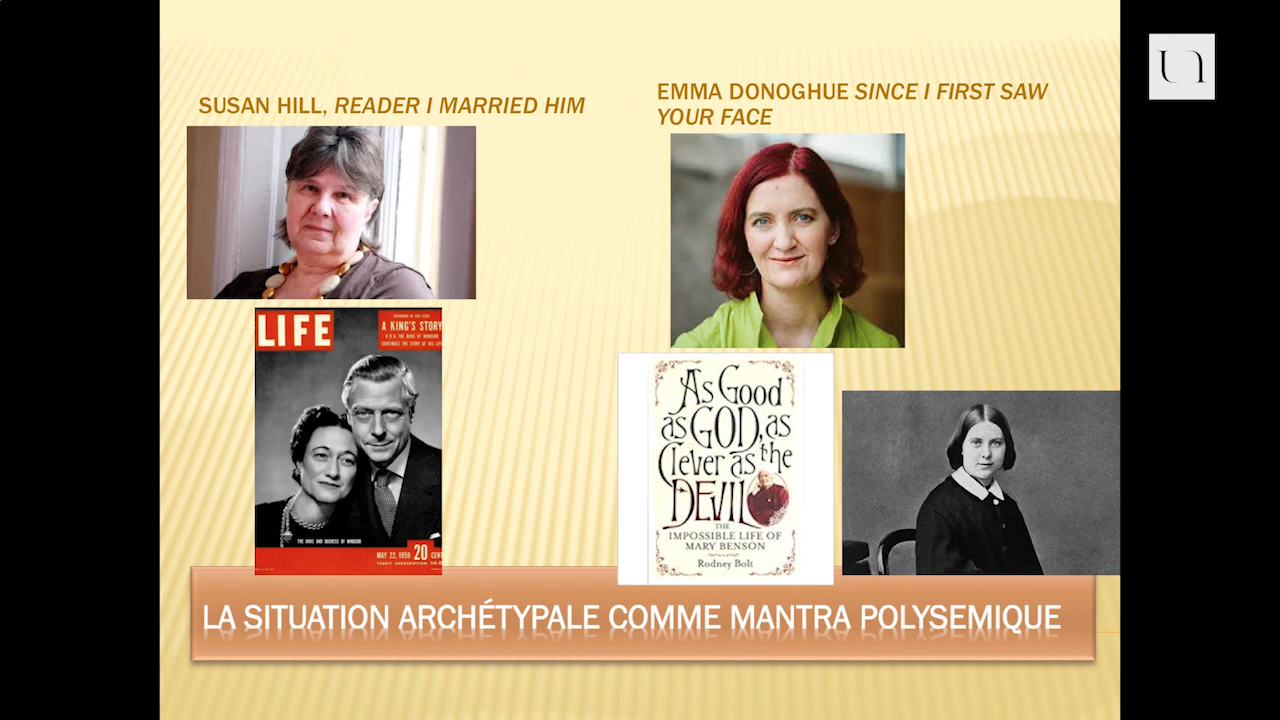 SUSAN HILL, READER I MARRIED HIM
EMMA DONOGHUE SINCE I FIRST SAW
YOUR FACE
LIFE
A KING'S STORY
THE DUKE AND DUCHESS OF WINDSOR
MAY 22, 1950 20 CEN
As Good
as GOD, as
Clever as the
DEVIL
THE
IMPOSSIBLE LIFE OF
MARY BENSON
Rodney Bolt
LA SITUATION ARCHÉTYPALE COMME MANTRA POLYSEMIQUE